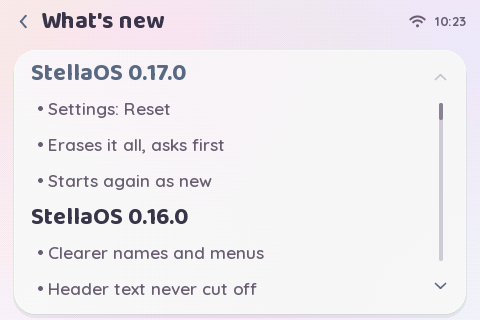 What's new
10:23
StellaOS 0.17.0
• Settings: Reset
• Erases it all, asks first
• Starts again as new
StellaOS 0.16.0
• Clearer names and menus
• Header text never cut off